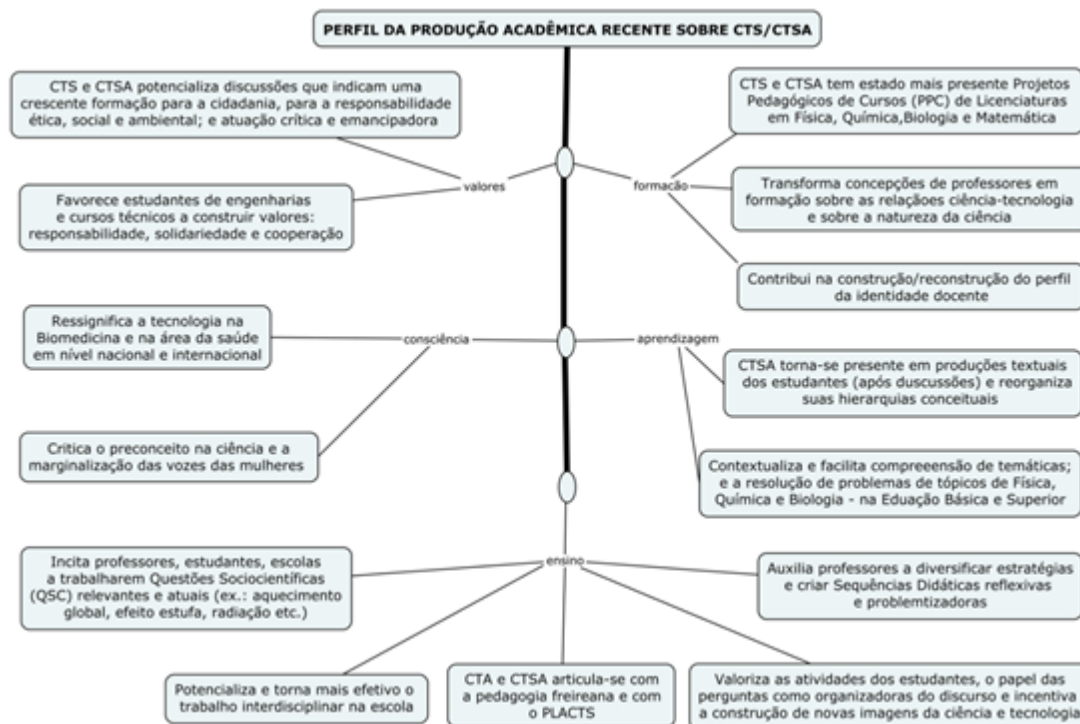 PERFIL DA PRODUÇÃO ACADÊMICA RECENTE SOBRE CTS/CTSA
CTS e CTSA potencializa discussões que indicam uma
crescente formação para a cidadania, para a responsabilidade
ética, social e ambiental; e atuação crítica e emancipadora
CTS e CTSA tem estado mais presente Projetos
Pedagógicos de Cursos (PPC) de Licenciaturas
em Física, Química,Biologia e Matemática
valores
formacão
Favorece estudantes de engenharias
e cursos técnicos a construir valores:
responsabilidade, solidariedade e cooperação
Transforma concepções de professores em
formação sobre as relaçãoes ciência-tecnologia
e sobre a natureza da ciência
Contribui na construção/reconstrução do perfil
da identidade docente
Ressignifica a tecnologia na
Biomedicina e na área da saúde
em nível nacional e internacional
consciência
aprendizagem
CTSA torna-se presente em produções textuais
dos estudantes (após duscussões) e reorganiza
suas hierarquias conceituais
Critica o preconceito na ciência e a
marginalização das vozes das mulheres
Contextualiza e facilita compreeensão de temáticas;
e a resolução de problemas de tópicos de Física,
Química e Biologia - na Eduação Básica e Superior
ensino
Incita professores, estudantes, escolas
a trabalharem Questões Sociocientíficas
(QSC) relevantes e atuais (ex.: aquecimento
global, efeito estufa, radiação etc.)
Auxilia professores a diversificar estratégias
e criar Sequências Didáticas reflexivas
e problemtizadoras
Potencializa e torna mais efetivo o
trabalho interdisciplinar na escola
CTA e CTSA articula-se com
a pedagogia freireana e com
o PLACTS
Valoriza as atividades dos estudantes, o papel das
perguntas como organizadoras do discurso e incentiva
a construção de novas imagens da ciência e tecnologia